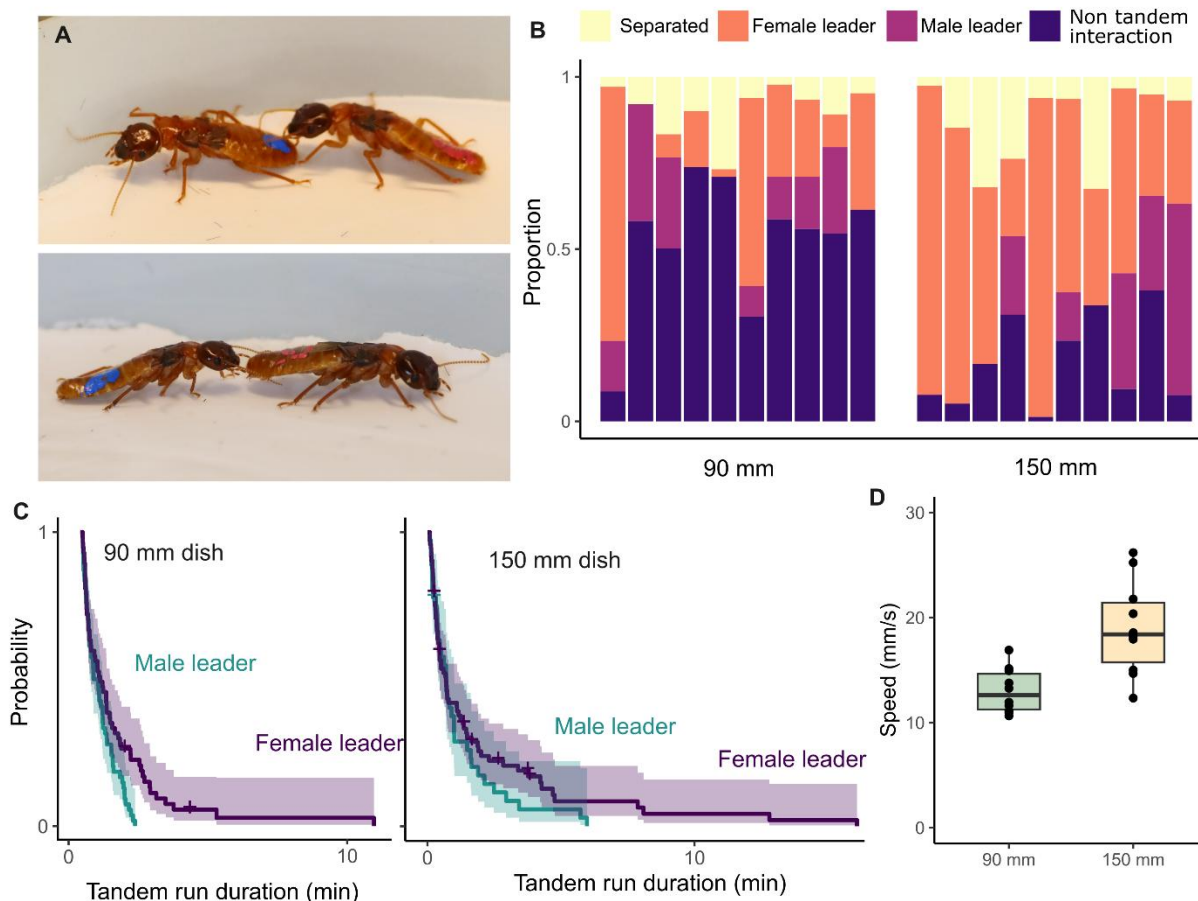 A
B
Separated Female leader Male leader Non tandem
interaction
Proportion
1
0.5
0
90 mm 150 mm
C
Probability
1
0
90 mm dish
Male leader
Female leader
0 10
Tandem run duration (min)
150 mm dish
Male leader
Female leader
0 10
Tandem run duration (min)
D
Speed (mm/s)
30
20
10
0
90 mm 150 mm